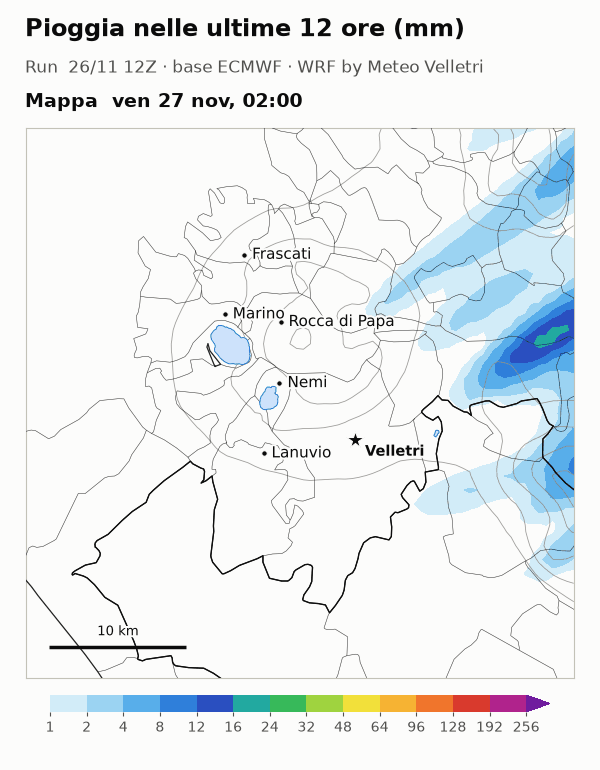 Pioggia nelle ultime 12 ore (mm)
Run  26/11 12Z · base ECMWF · WRF by Meteo Velletri
Mappa  ven 27 nov, 02:00
Frascati
Marino
Rocca di Papa
Nemi
Velletri
Lanuvio
10 km
1 2 4 8 12 16 24 32 48 64 96 128 192 256